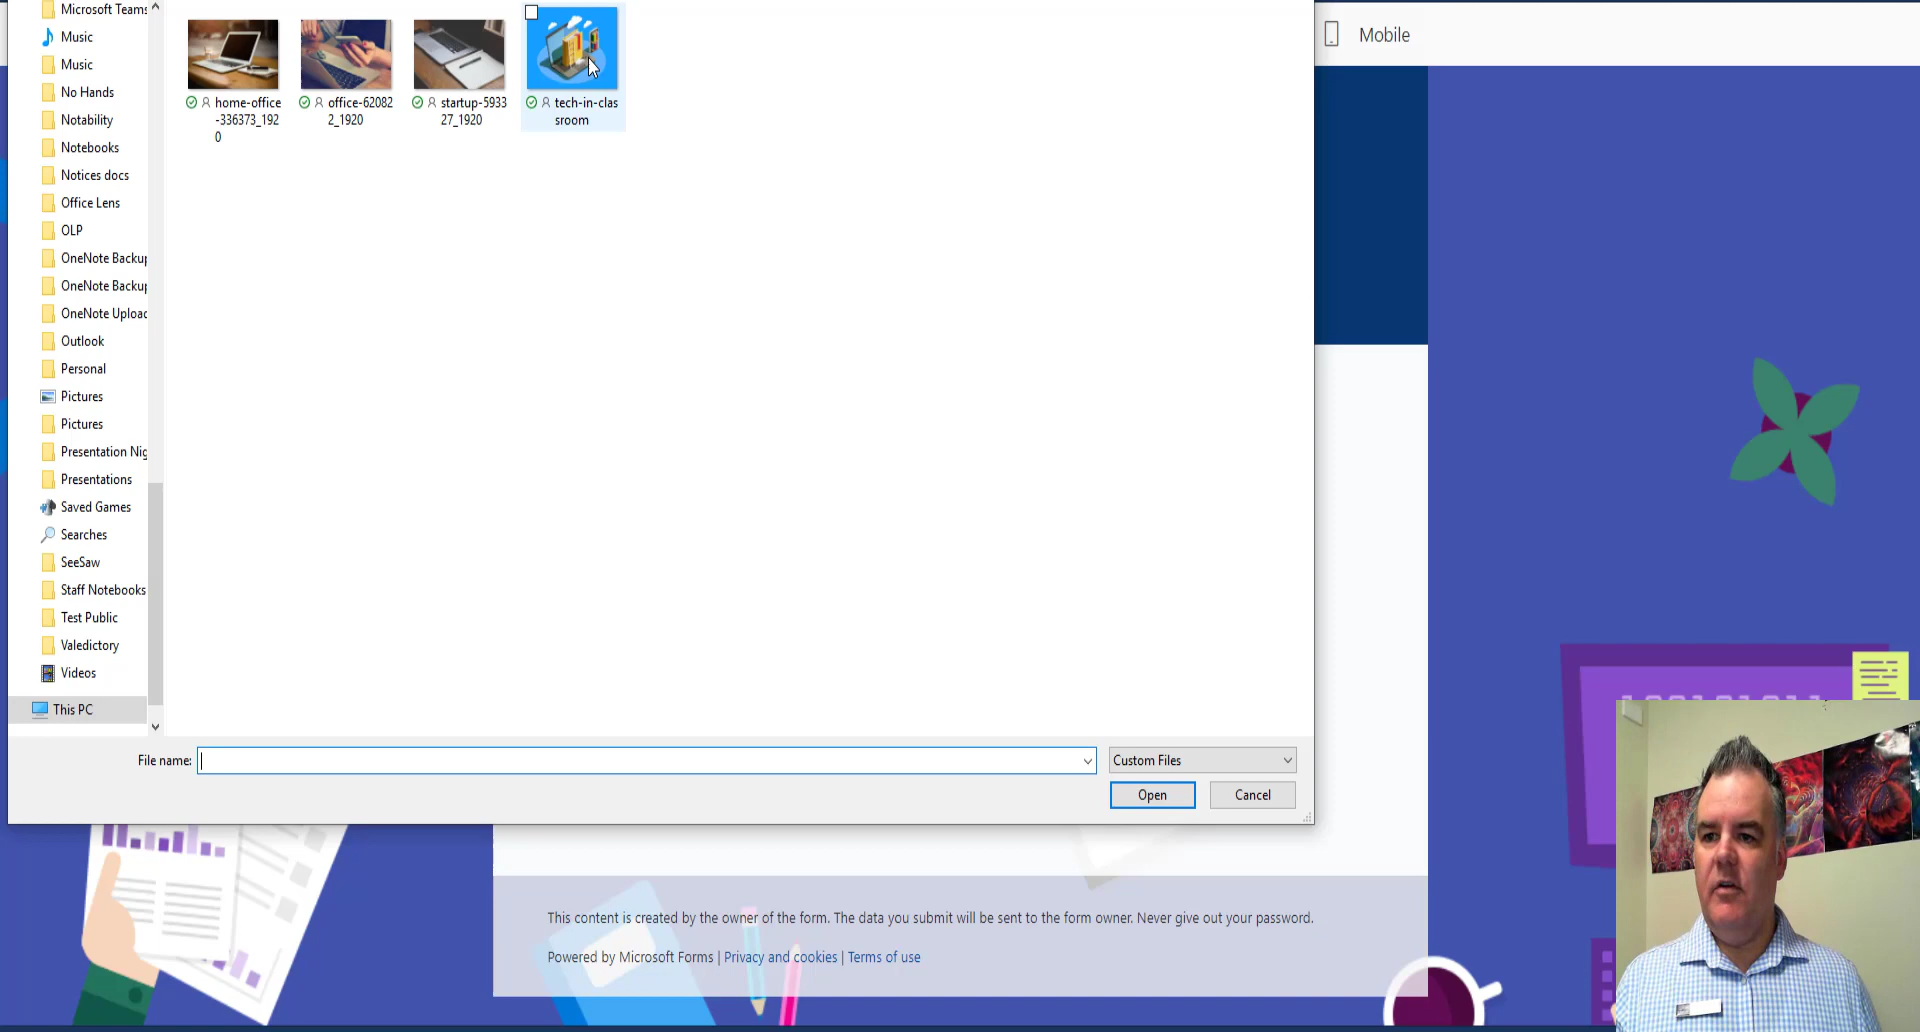 Microsoft Teams
Music
Music
No Hands
Notability
Notebooks
Notices docs
Office Lens
OLP
OneNote Backup
OneNote Backup
OneNote Upload
Outlook
Personal
Pictures
Pictures
Presentation Nig
Presentations
Saved Games
Searches
SeeSaw
Staff Notebooks
Test Public
Valedictory
Videos
This PC
home-office
-336373_192
0
office-62082
2_1920
startup-5933
27_1920
tech-in-clas
sroom
Mobile
File name:
Custom Files
Open
Cancel
This content is created by the owner of the form. The data you submit will be sent to the form owner. Never give out your password.
Powered by Microsoft Forms | Privacy and cookies | Terms of use